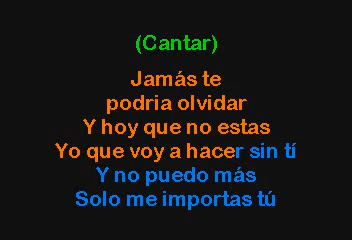 (Cantar)
Jamás te
podria olvidar
Y hoy que no estas
Yo que voy a hacer sin tí
Y no puedo más
Solo me importas tú